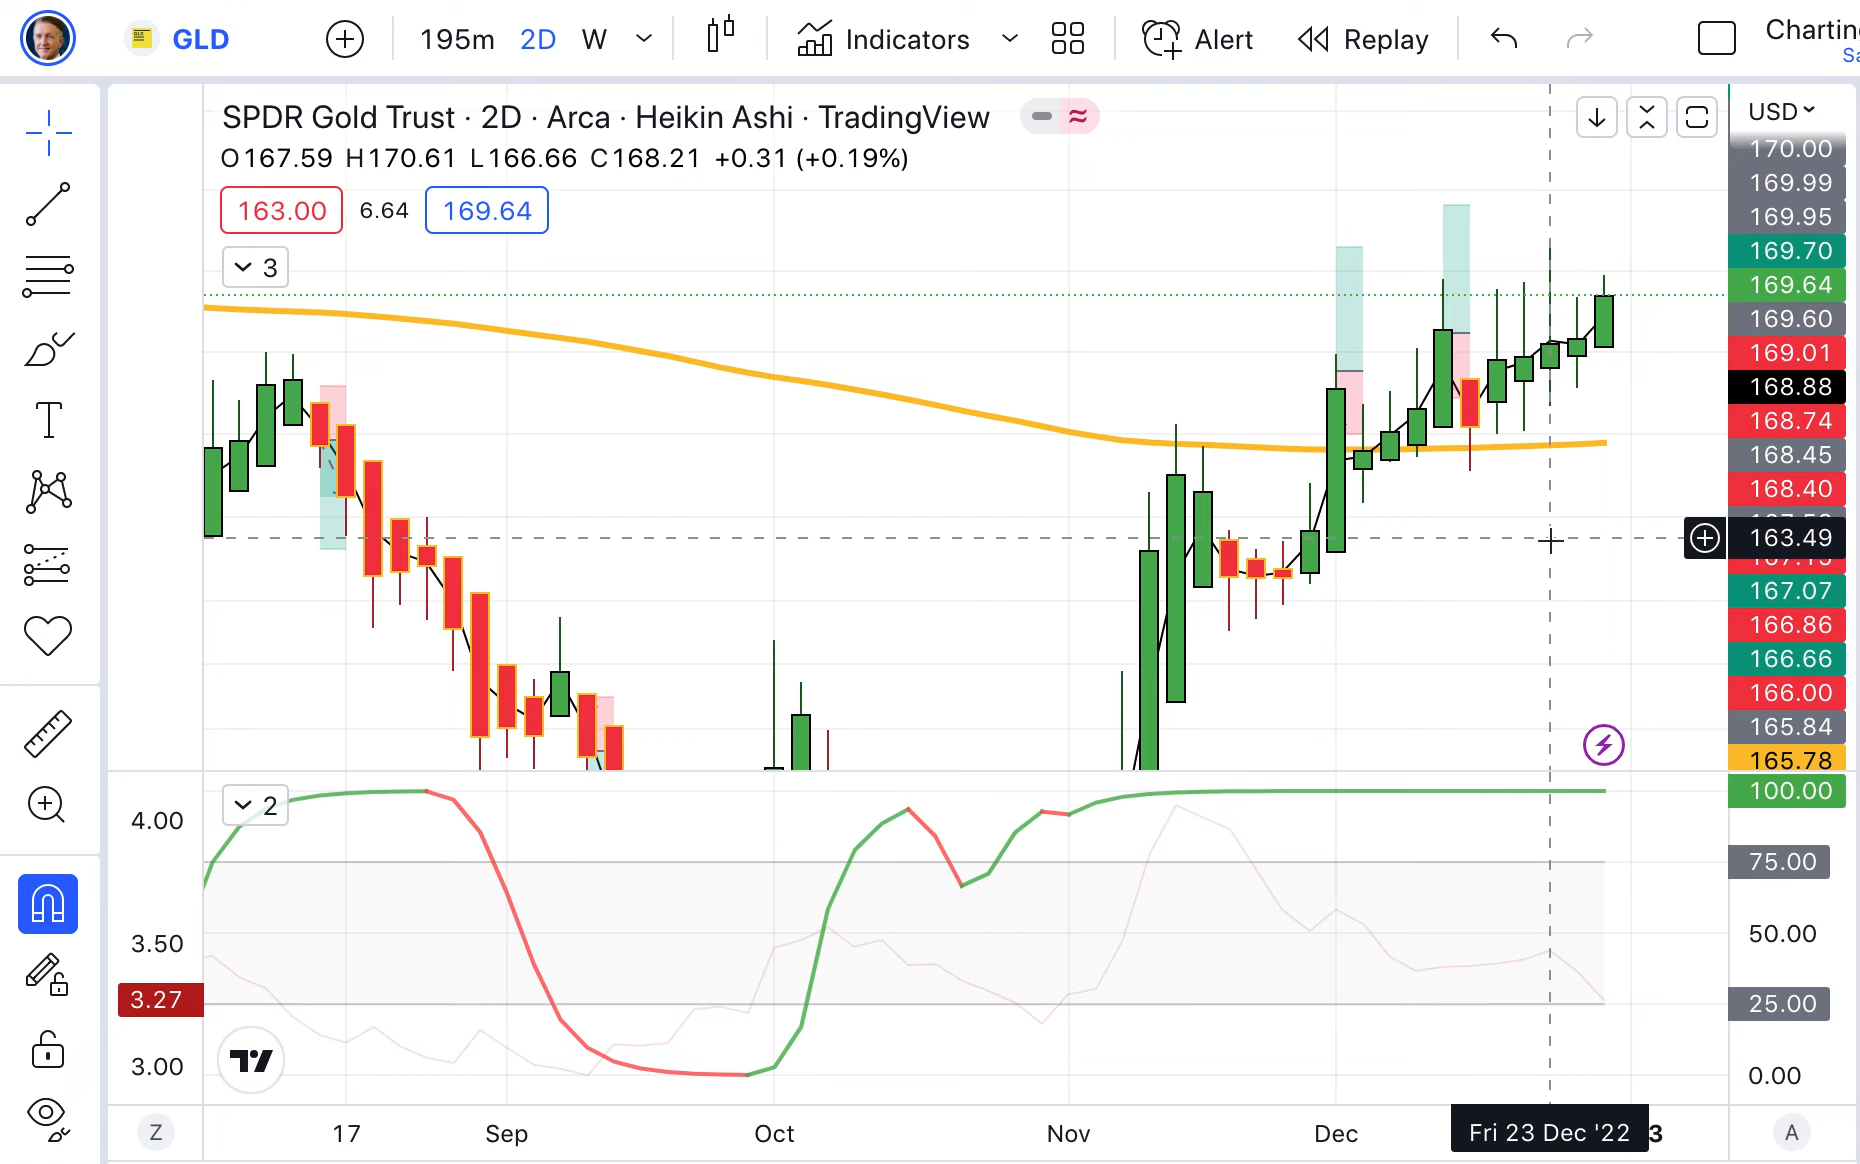 GLD
195m 2D W
Indicators
Alert
Replay
SPDR Gold Trust · 2D · Arca · Heikin Ashi · TradingView
O167.59 H170.61 L166.66 C168.21 +0.31 (+0.19%)
163.00 6.64 169.64
3
USD
170.00
169.99
169.95
169.70
169.64
169.60
169.01
168.88
168.74
168.45
168.40
163.49
167.07
166.86
166.66
166.00
165.84
165.78
2
100.00
4.00
75.00
3.50
50.00
3.27
25.00
3.00
0.00
Z
17 Sep Oct Nov Dec Fri 23 Dec '22 3
A